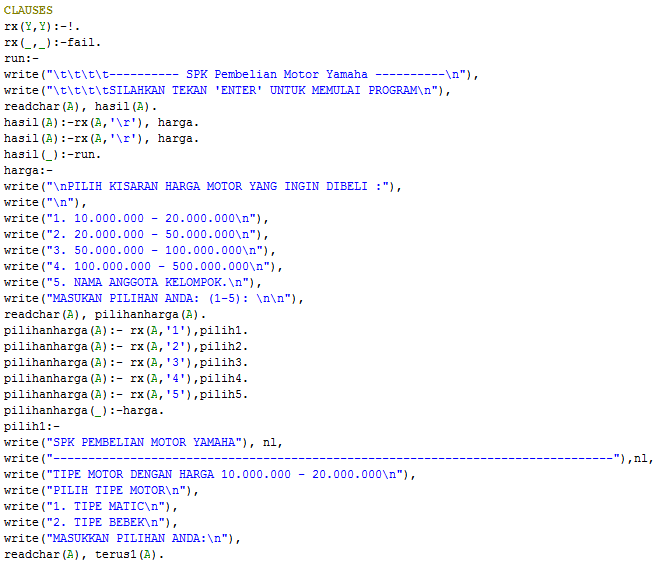 CLAUSES
rx(Y,Y):-!.
rx(_,_):-fail.
run:-
write("\t\t\t\t---------- SPK Pembelian Motor Yamaha ----------\n"),
write("\t\t\t\tSILAHKAN TEKAN 'ENTER' UNTUK MEMULAI PROGRAM\n"),
readchar(A), hasil(A).
hasil(A):-rx(A,'\r'), harga.
hasil(A):-rx(A,'\r'), harga.
hasil(_):-run.
harga:-
write("\nPILIH KISARAN HARGA MOTOR YANG INGIN DIBELI :"),
write("\n"),
write("1. 10.000.000 - 20.000.000\n"),
write("2. 20.000.000 - 50.000.000\n"),
write("3. 50.000.000 - 100.000.000\n"),
write("4. 100.000.000 - 500.000.000\n"),
write("5. NAMA ANGGOTA KELOMPOK.\n"),
write("MASUKAN PILIHAN ANDA: (1-5): \n\n"),
readchar(A), pilihanharga(A).
pilihanharga(A):- rx(A,'1'),pilih1.
pilihanharga(A):- rx(A,'2'),pilih2.
pilihanharga(A):- rx(A,'3'),pilih3.
pilihanharga(A):- rx(A,'4'),pilih4.
pilihanharga(A):- rx(A,'5'),pilih5.
pilihanharga(_):-harga.
pilih1:-
write("SPK PEMBELIAN MOTOR YAMAHA"), nl,
write("--------------------------------------------------------------------------------"),nl,
write("TIPE MOTOR DENGAN HARGA 10.000.000 - 20.000.000\n"),
write("PILIH TIPE MOTOR\n"),
write("1. TIPE MATIC\n"),
write("2. TIPE BEBEK\n"),
write("MASUKKAN PILIHAN ANDA:\n"),
readchar(A), terus1(A).